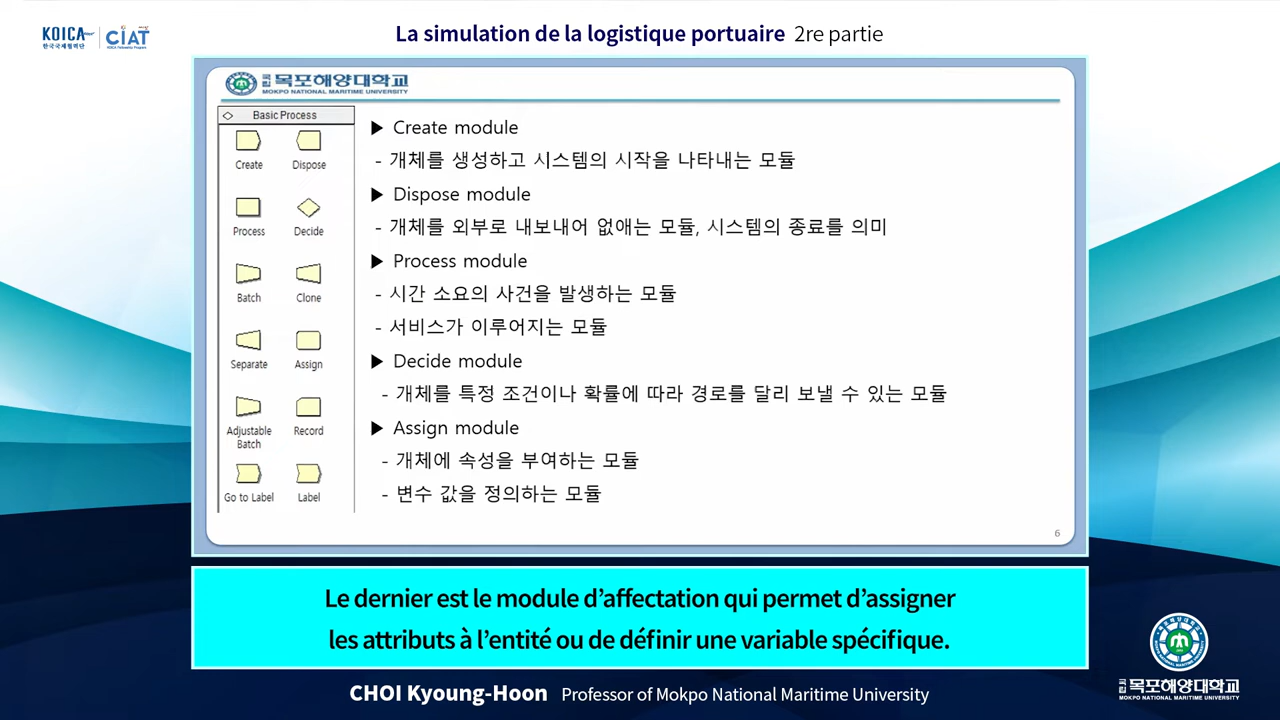 KOICA
한국국제협력단
CIAT
KOICA Fellowship Program
La simulation de la logistique portuaire 2re partie
국립목포해양대학교
MOKPO NATIONAL MARITIME UNIVERSITY
Basic Process
Create Dispose
Process Decide
Batch Clone
Separate Assign
Adjustable Batch Record
Go to Label Label
▶ Create module
- 개체를 생성하고 시스템의 시작을 나타내는 모듈
▶ Dispose module
- 개체를 외부로 내보내어 없애는 모듈, 시스템의 종료를 의미
▶ Process module
- 시간 소요의 사건을 발생하는 모듈
- 서비스가 이루어지는 모듈
▶ Decide module
- 개체를 특정 조건이나 확률에 따라 경로를 달리 보낼 수 있는 모듈
▶ Assign module
- 개체에 속성을 부여하는 모듈
- 변수 값을 정의하는 모듈
6
Le dernier est le module d’affectation qui permet d’assigner
les attributs à l’entité ou de définir une variable spécifique.
CHOI Kyoung-Hoon Professor of Mokpo National Maritime University
국립목포해양대학교
MOKPO NATIONAL MARITIME UNIVERSITY